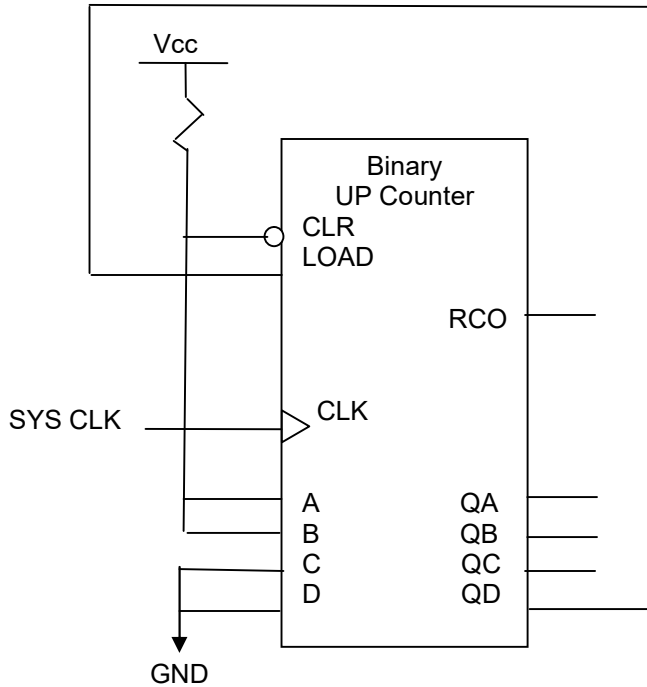 Vcc
Binary
UP Counter
CLR
LOAD
RCO
SYS CLK
CLK
A QA
B QB
C QC
D QD
GND